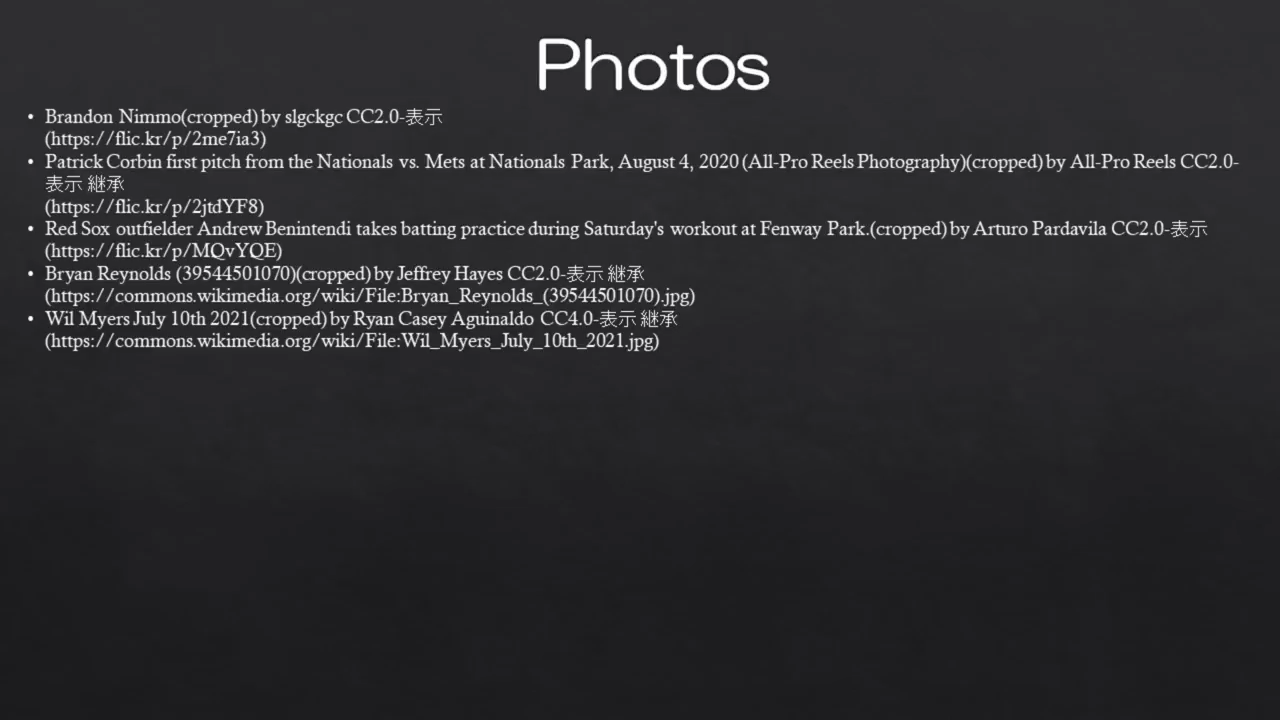 Photos
• Brandon Nimmo(cropped) by slgckgc CC2.0-表示
(https://flic.kr/p/2me7ia3)
• Patrick Corbin first pitch from the Nationals vs. Mets at Nationals Park, August 4, 2020 (All-Pro Reels Photography)(cropped) by All-Pro Reels CC2.0-
表示 継承
(https://flic.kr/p/2jtdYF8)
• Red Sox outfielder Andrew Benintendi takes batting practice during Saturday's workout at Fenway Park.(cropped) by Arturo Pardavila CC2.0-表示
(https://flic.kr/p/MQvYQE)
• Bryan Reynolds (39544501070)(cropped) by Jeffrey Hayes CC2.0-表示 継承
(https://commons.wikimedia.org/wiki/File:Bryan_Reynolds_(39544501070).jpg)
• Wil Myers July 10th 2021(cropped) by Ryan Casey Aguinaldo CC4.0-表示 継承
(https://commons.wikimedia.org/wiki/File:Wil_Myers_July_10th_2021.jpg)